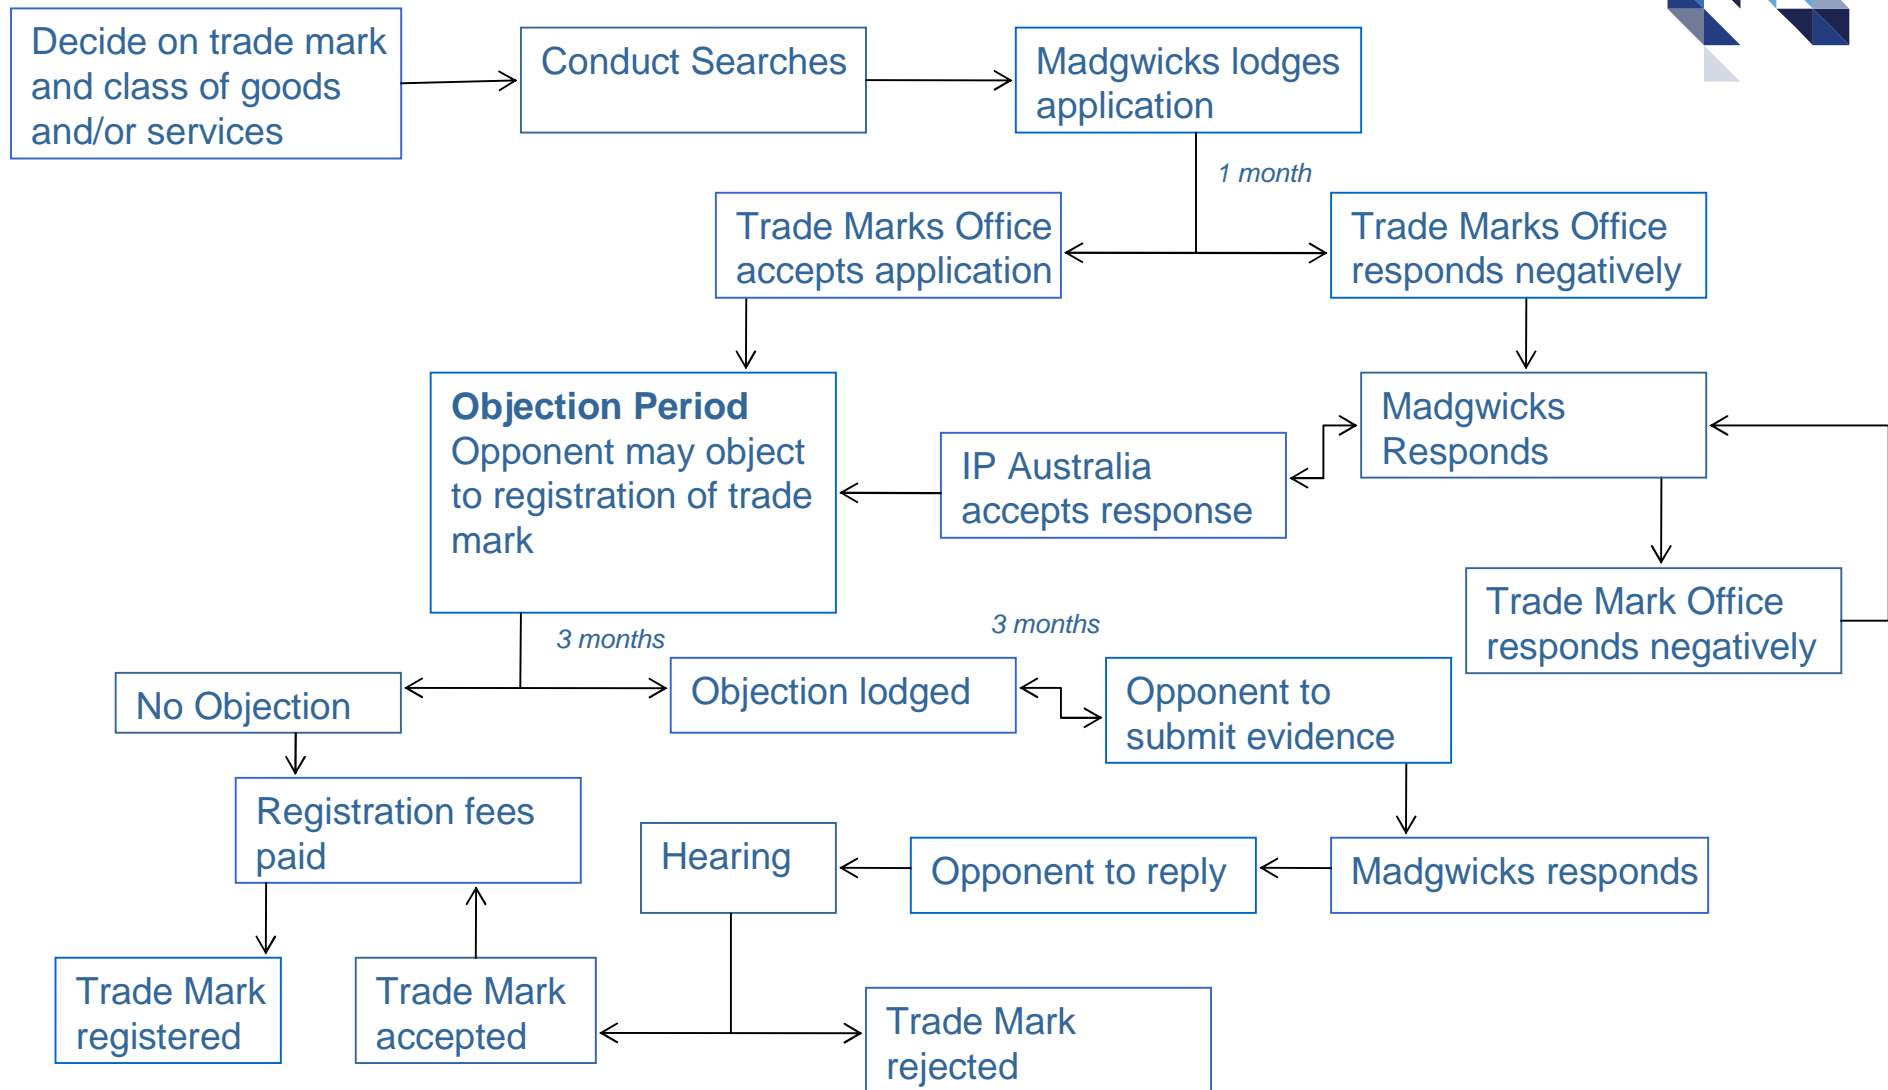 Decide on trade mark
and class of goods
and/or services
Conduct Searches
Madgwicks lodges
application
1 month
Trade Marks Office
accepts application
Trade Marks Office
responds negatively
Objection Period
Opponent may object
to registration of trade
mark
IP Australia
accepts response
Madgwicks
Responds
Trade Mark Office
responds negatively
3 months
3 months
No Objection
Objection lodged
Opponent to
submit evidence
Registration fees
paid
Hearing
Opponent to reply
Madgwicks responds
Trade Mark
registered
Trade Mark
accepted
Trade Mark
rejected